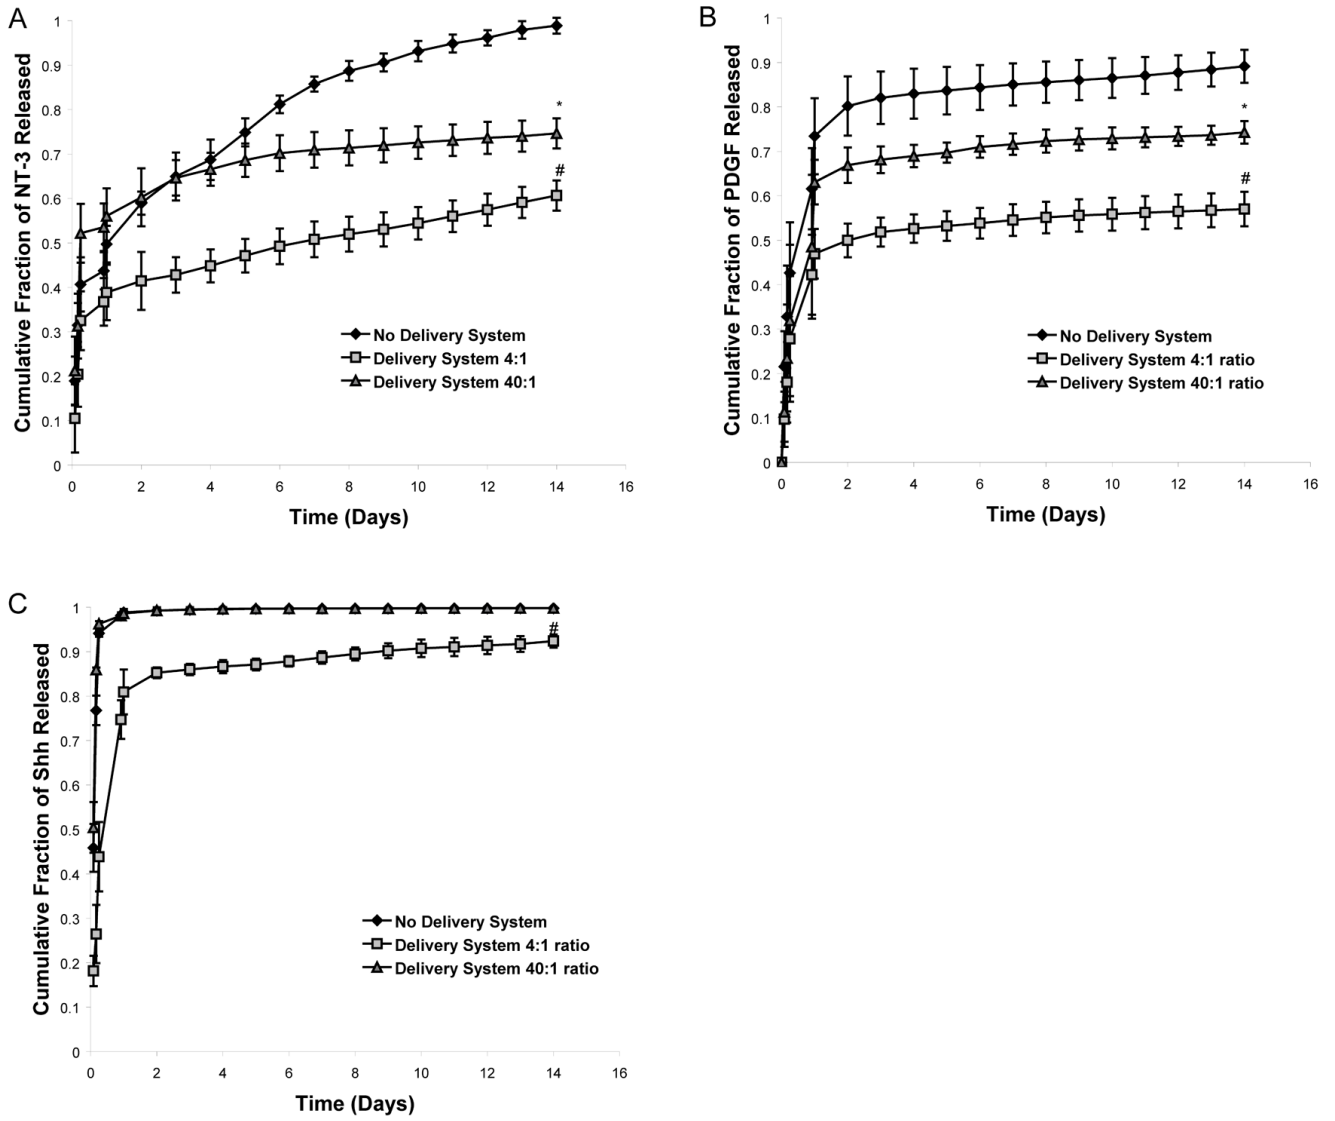 A
Cumulative Fraction of NT-3 Released
1
0.9
0.8
0.7
0.6
0.5
0.4
0.3
0.2
0.1
0
0 2 4 6 8 10 12 14 16
Time (Days)
*
#
No Delivery System
Delivery System 4:1
Delivery System 40:1
B
Cumulative Fraction of PDGF Released
1
0.9
0.8
0.7
0.6
0.5
0.4
0.3
0.2
0.1
0
0 2 4 6 8 10 12 14 16
Time (Days)
*
#
No Delivery System
Delivery System 4:1 ratio
Delivery System 40:1 ratio
C
Cumulative Fraction of Shh Released
1
0.9
0.8
0.7
0.6
0.5
0.4
0.3
0.2
0.1
0
0 2 4 6 8 10 12 14 16
Time (Days)
#
No Delivery System
Delivery System 4:1 ratio
Delivery System 40:1 ratio